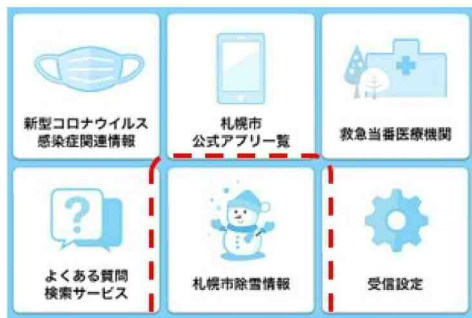 新型コロナウイルス
感染症関連情報
札幌市
公式アプリ一覧
救急当番医療機関
?
よくある質問
検索サービス
札幌市除雪情報
受信設定